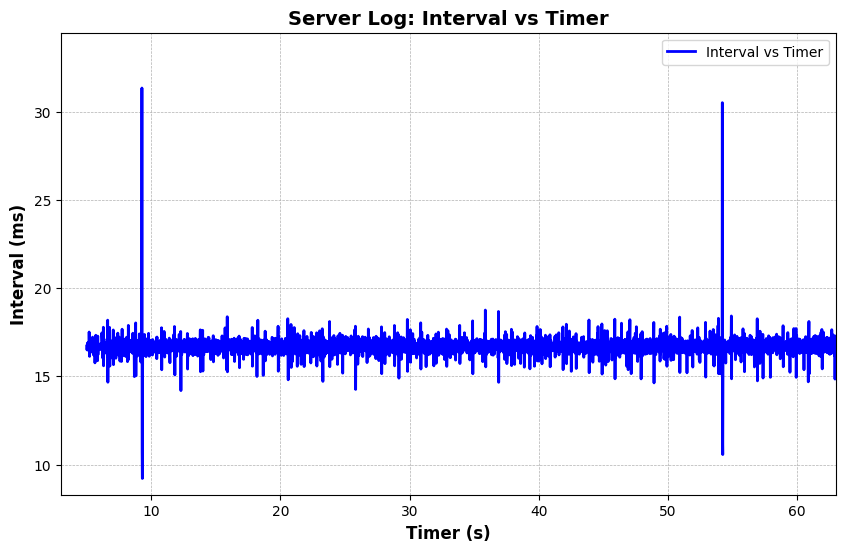 Server Log: Interval vs Timer
Interval vs Timer
30
25
20
15
10
Interval (ms)
10 20 30 40 50 60
Timer (s)